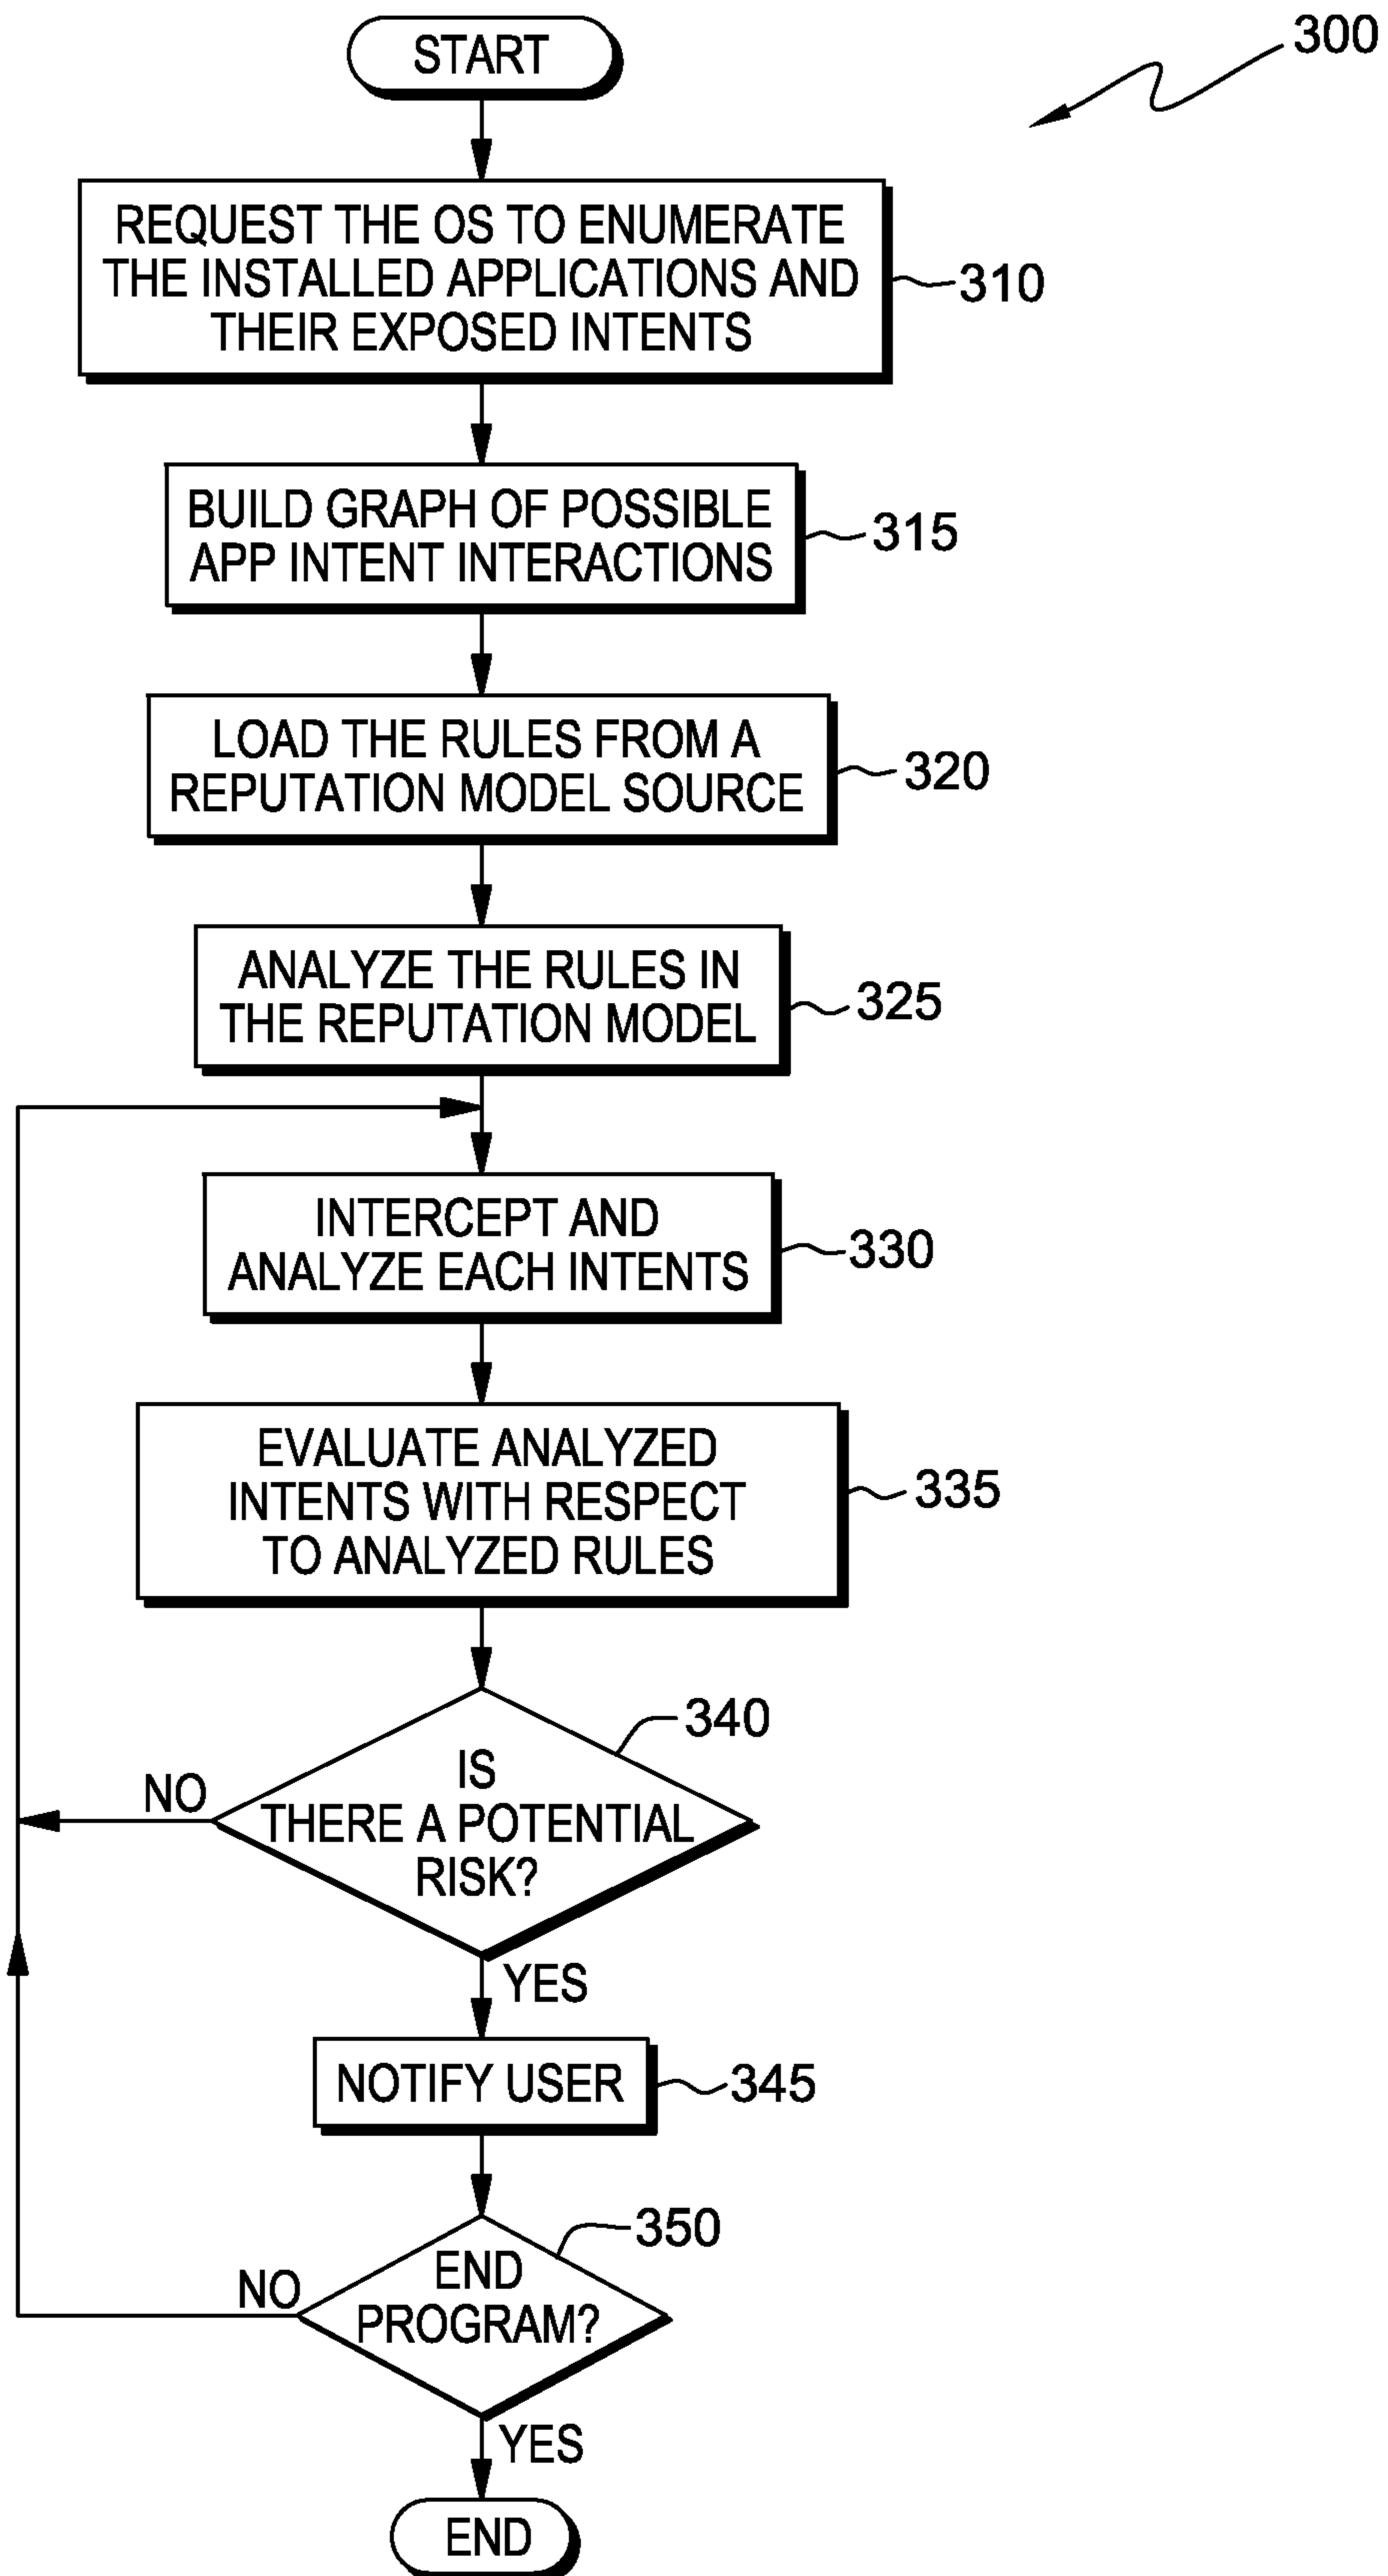 START
300
REQUEST THE OS TO ENUMERATE
THE INSTALLED APPLICATIONS AND
THEIR EXPOSED INTENTS
310
BUILD GRAPH OF POSSIBLE
APP INTENT INTERACTIONS
315
LOAD THE RULES FROM A
REPUTATION MODEL SOURCE
320
ANALYZE THE RULES IN
THE REPUTATION MODEL
325
INTERCEPT AND
ANALYZE EACH INTENTS
330
EVALUATE ANALYZED
INTENTS WITH RESPECT
TO ANALYZED RULES
335
340
IS
THERE A POTENTIAL
RISK?
NO
YES
NOTIFY USER
345
350
END
PROGRAM?
NO
YES
END